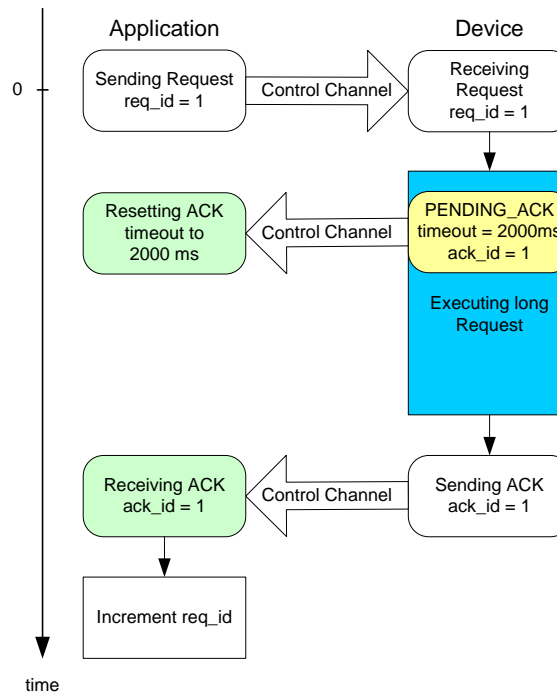 Application
Device
0
Sending Request
req_id = 1
Control Channel
Receiving
Request
req_id = 1
Resetting ACK
timeout to
2000 ms
Control Channel
PENDING_ACK
timeout = 2000ms
ack_id = 1
Executing long
Request
Receiving ACK
ack_id = 1
Control Channel
Sending ACK
ack_id = 1
Increment req_id
time